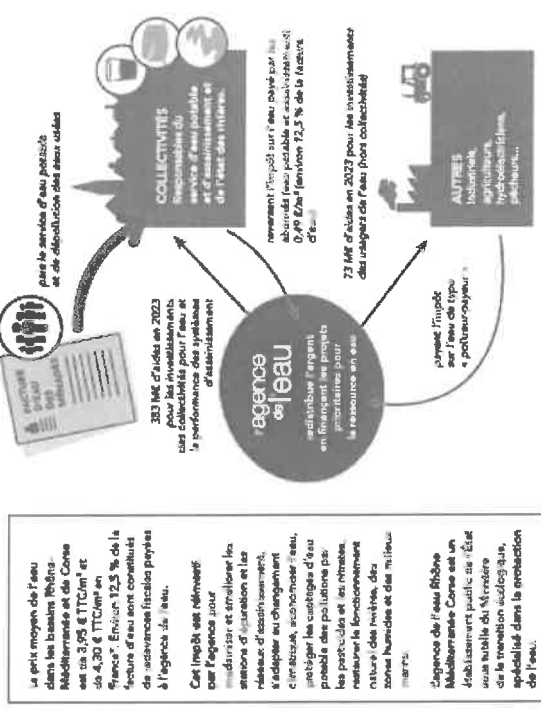 Le prix moyen de l'eau
dans les bassins Rhône-
Méditerranée et de Corse
est de 3,95 € TTC/m³ et
de 4,30 € TTC/m³ en
France*. Environ 12,5 % de la
facture d'eau sont constitués
de redevances fiscales payées
à l'agence de l'eau.
Cet impôt est réinvesti
par l'agence pour
moderniser et améliorer les
stations d'épuration et les
réseaux d'assainissement,
s'adapter au changement
climatique, économiser l'eau,
protéger les captages d'eau
potable des pollutions par
les pesticides et les nitrates,
restaurer le fonctionnement
naturel des rivières, des
zones humides et des milieux
marins.
L'agence de l'eau Rhône
Méditerranée Corse est un
établissement public de l'État
sous tutelle du Ministère
de la transition écologique,
spécialisé dans la protection
de l'eau.
FACTURE
D'EAU
DES
MÉNAGES
paie le service d'eau potable
et de dépollution des eaux usées
COLLECTIVITÉS
Responsables du
service d'eau potable
et d'assainissement et
de l'état des rivières.
383 M€ d'aides en 2023
pour les investissements
des collectivités pour l'eau et
la performance des systèmes
d'assainissement
reversent l'impôt sur l'eau payé par les
abonnés (eau potable et assainissement)
0,49 €/m³ (environ 12,5 % de la facture
d'eau)
l'agence
de l'eau
redistribue l'argent
en finançant les projets
prioritaires pour
la ressource en eau
73 M€ d'aides en 2023 pour les investissements
des usagers de l'eau (hors collectivités)
payent l'impôt
sur l'eau de type
« pollueur-payeur »
AUTRES
Industriels,
agriculteurs,
hydroélectriciens,
pêcheurs...